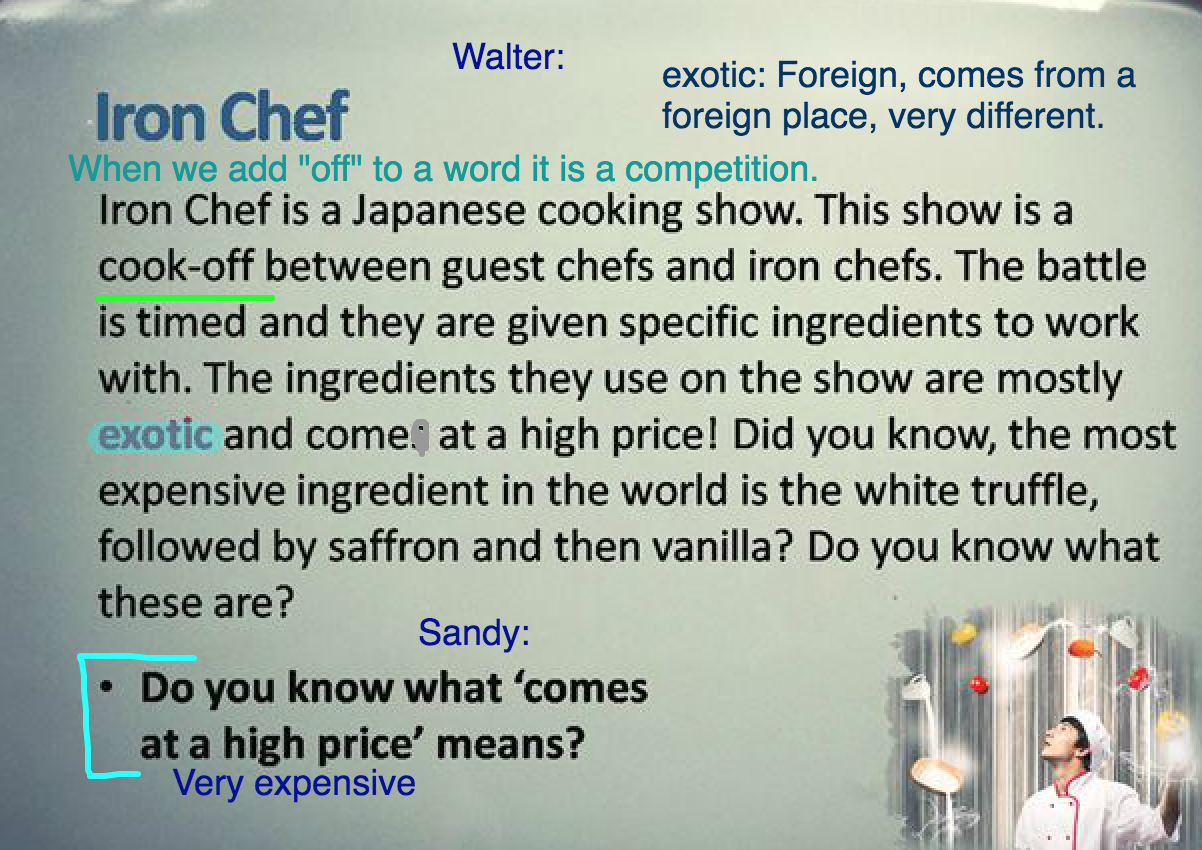 Walter:
exotic: Foreign, comes from a
foreign place, very different.
Iron Chef
When we add "off" to a word it is a competition.
Iron Chef is a Japanese cooking show. This show is a
cook-off between guest chefs and iron chefs. The battle
is timed and they are given specific ingredients to work
with. The ingredients they use on the show are mostly
exotic and come at a high price! Did you know, the most
expensive ingredient in the world is the white truffle,
followed by saffron and then vanilla? Do you know what
these are?
Sandy:
• Do you know what ‘comes
at a high price’ means?
Very expensive